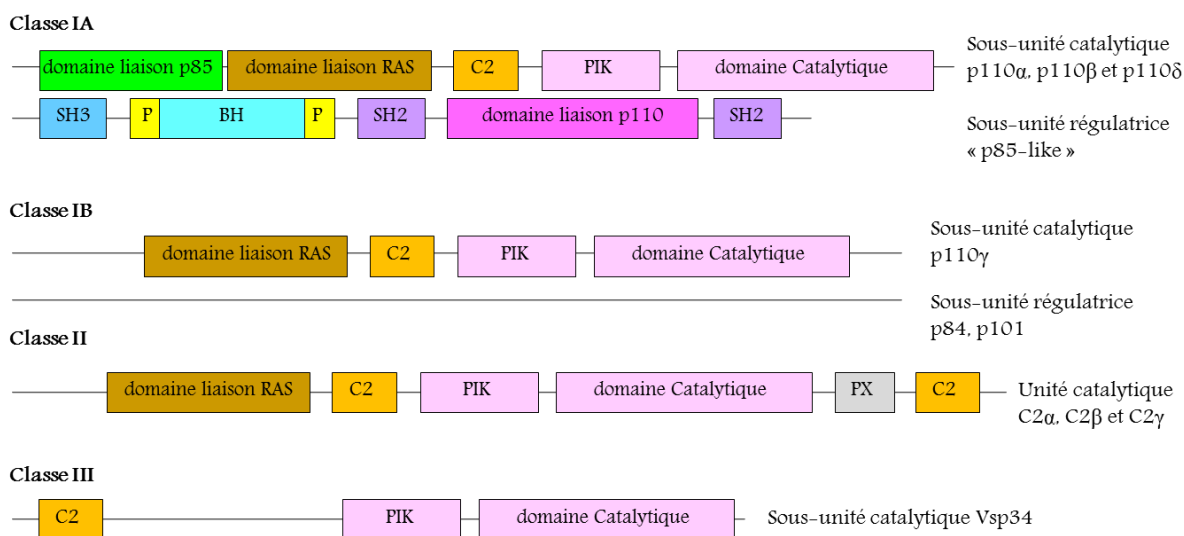 Classe IA
domaine liaison p85 domaine liaison RAS C2 PIK domaine Catalytique
Sous-unité catalytique
p110α, p110β et p110δ
SH3 P BH P SH2 domaine liaison p110 SH2
Sous-unité régulatrice
« p85-like »
Classe IB
domaine liaison RAS C2 PIK domaine Catalytique
Sous-unité catalytique
p110γ
Sous-unité régulatrice
p84, p101
Classe II
domaine liaison RAS C2 PIK domaine Catalytique PX C2
Unité catalytique
C2α, C2β et C2γ
Classe III
C2 PIK domaine Catalytique Sous-unité catalytique Vsp34